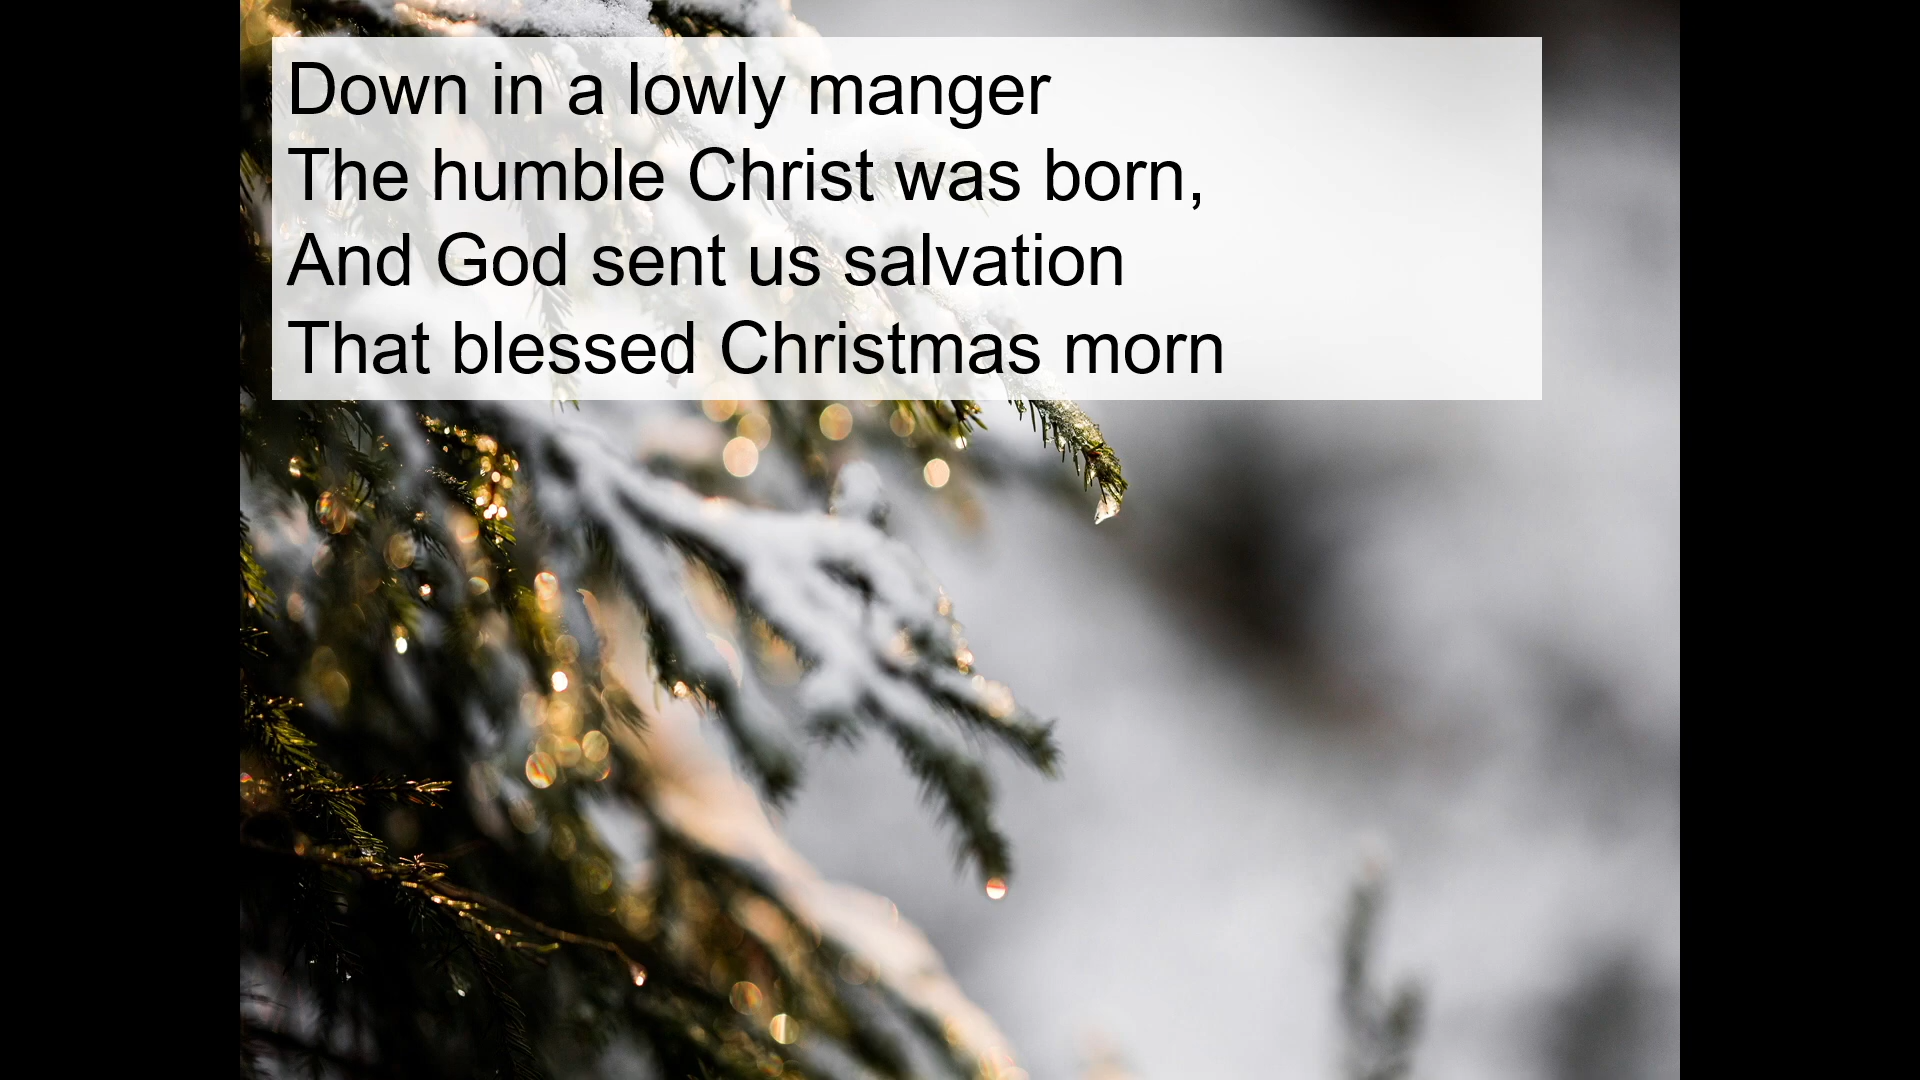 Down in a lowly manger
The humble Christ was born,
And God sent us salvation
That blessed Christmas morn